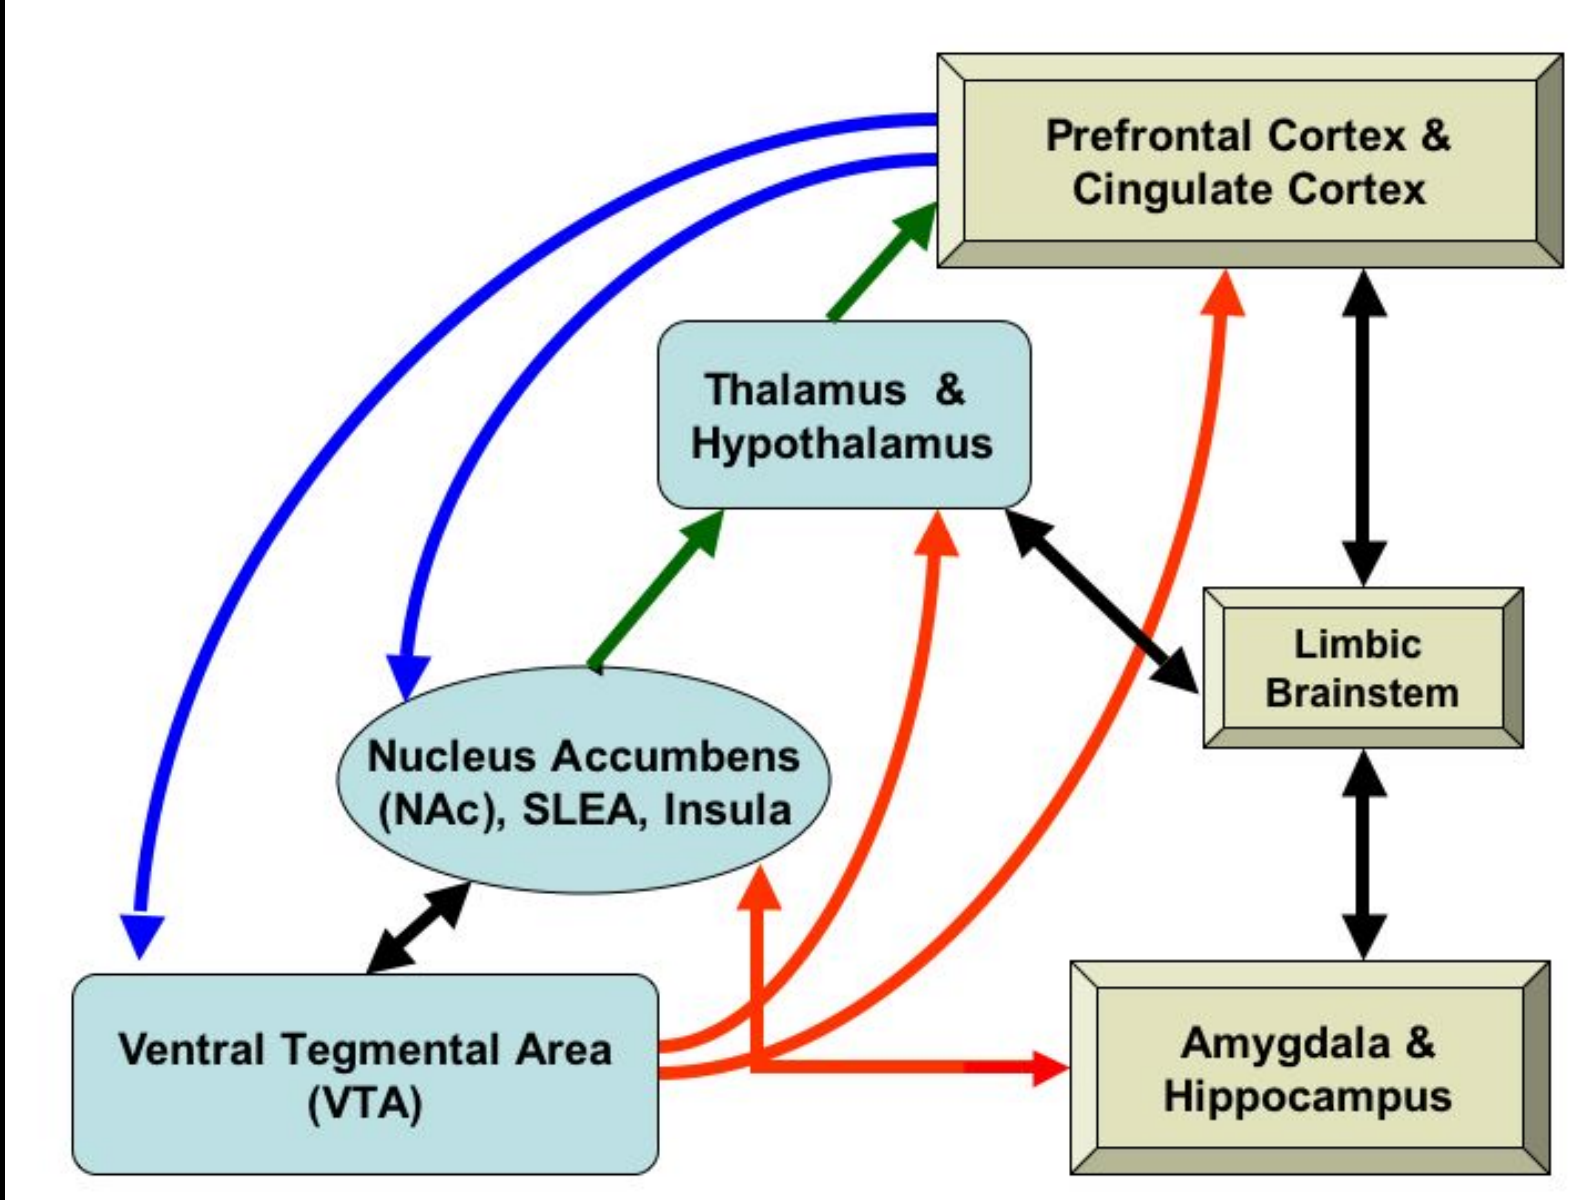 Prefrontal Cortex &
Cingulate Cortex
Thalamus &
Hypothalamus
Limbic
Brainstem
Nucleus Accumbens
(NAc), SLEA, Insula
Ventral Tegmental Area
(VTA)
Amygdala &
Hippocampus